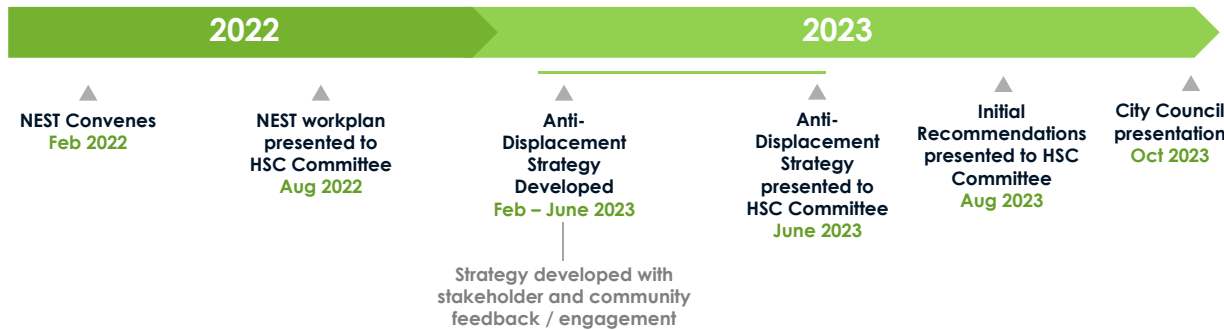 2022
2023
NEST Convenes
Feb 2022
NEST workplan
presented to
HSC Committee
Aug 2022
Anti-
Displacement
Strategy
Developed
Feb – June 2023
Strategy developed with
stakeholder and community
feedback / engagement
Anti-
Displacement
Strategy
presented to
HSC Committee
June 2023
Initial
Recommendations
presented to HSC
Committee
Aug 2023
City Council
presentation
Oct 2023